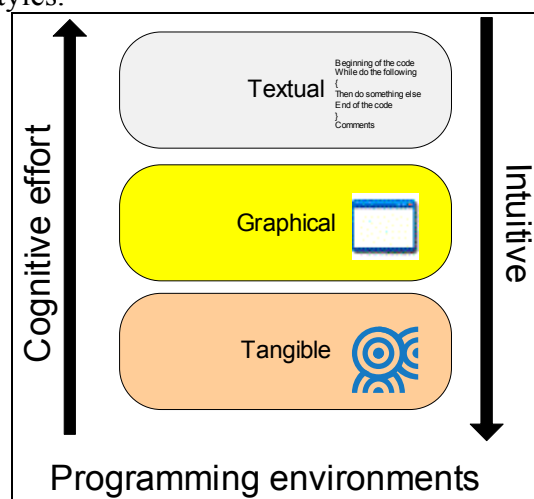 tyles.
Textual
Beginning of the code
While do the following
{
Then do something else
End of the code
}
Comments
Graphical
Tangible
Cognitive effort
Intuitive
Programming environments